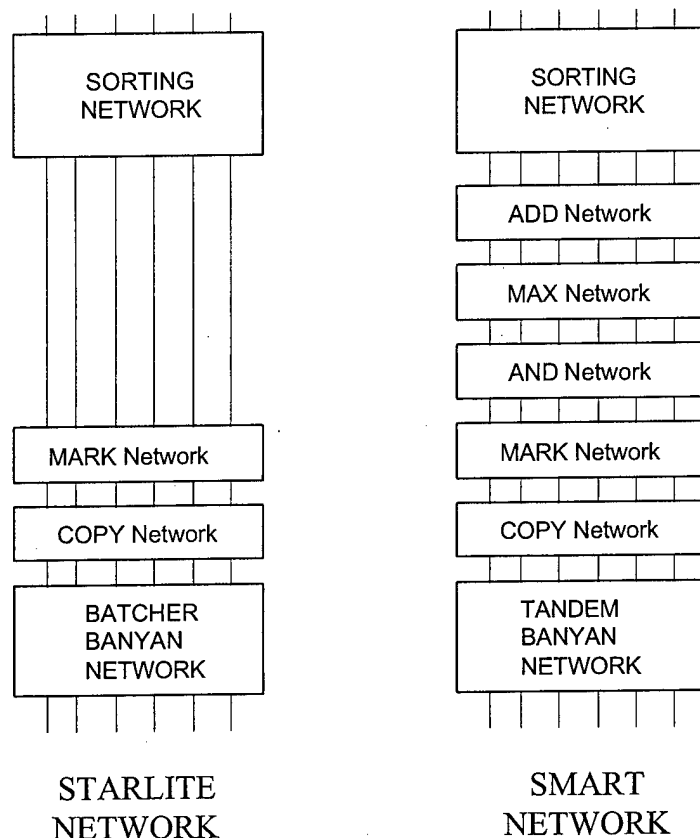 SORTING
NETWORK
MARK Network
COPY Network
BATCHER
BANYAN
NETWORK
STARLITE
NETWORK
SORTING
NETWORK
ADD Network
MAX Network
AND Network
MARK Network
COPY Network
TANDEM
BANYAN
NETWORK
SMART
NETWORK